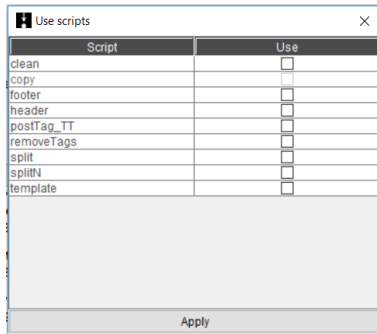 Use scripts
Script Use
clean
copy
footer
header
postTag_TT
removeTags
split
splitN
template
Apply